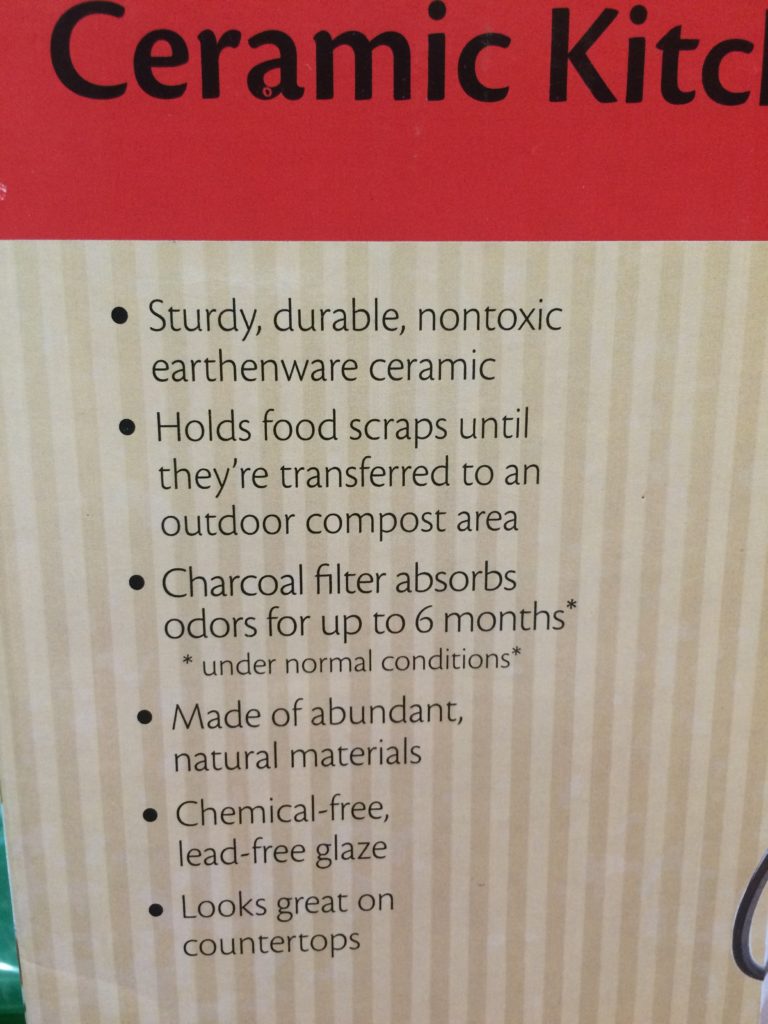 Ceramic
• Sturdy, durable, nontoxic
earthenware ceramic
• Holds food scraps until
they're transferred to an
outdoor compost area
• Charcoal filter absorbs
odors for up to 6 months*
* under normal conditions*
• Made of abundant,
natural materials
• Chemical-free,
lead-free glaze
• Looks great on
countertops